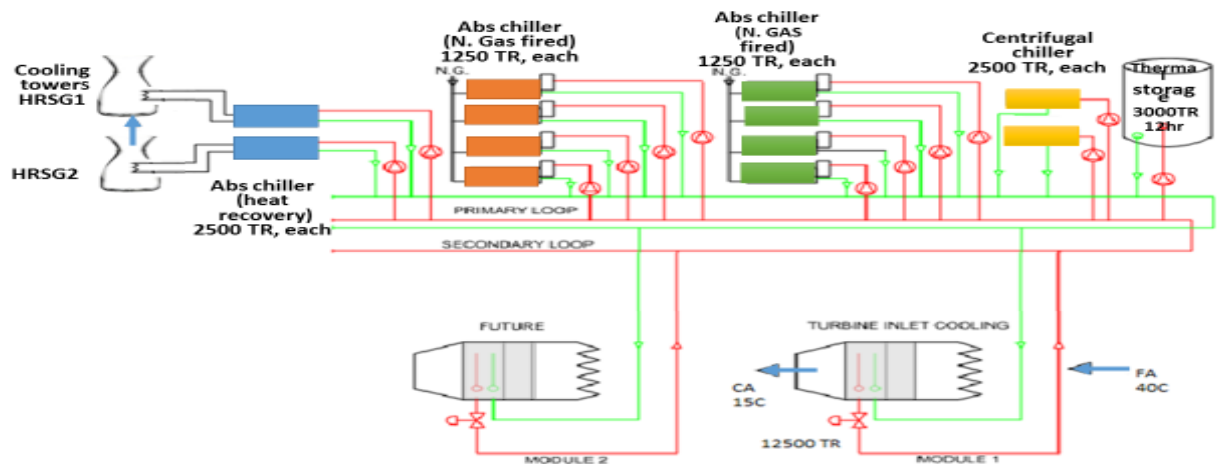 Cooling
towers
HRSG1
HRSG2
Abs chiller
(heat
recovery)
2500 TR, each
Abs chiller
(N. Gas fired)
1250 TR, each
N.G.
Abs chiller
(N. GAS
fired)
1250 TR, each
N.G.
Centrifugal
chiller
2500 TR, each
Therma
l
storag
e
3000TR
12hr
PRIMARY LOOP
SECONDARY LOOP
FUTURE
TURBINE INLET COOLING
CA
15C
FA
40C
12500 TR
MODULE 2
MODULE 1